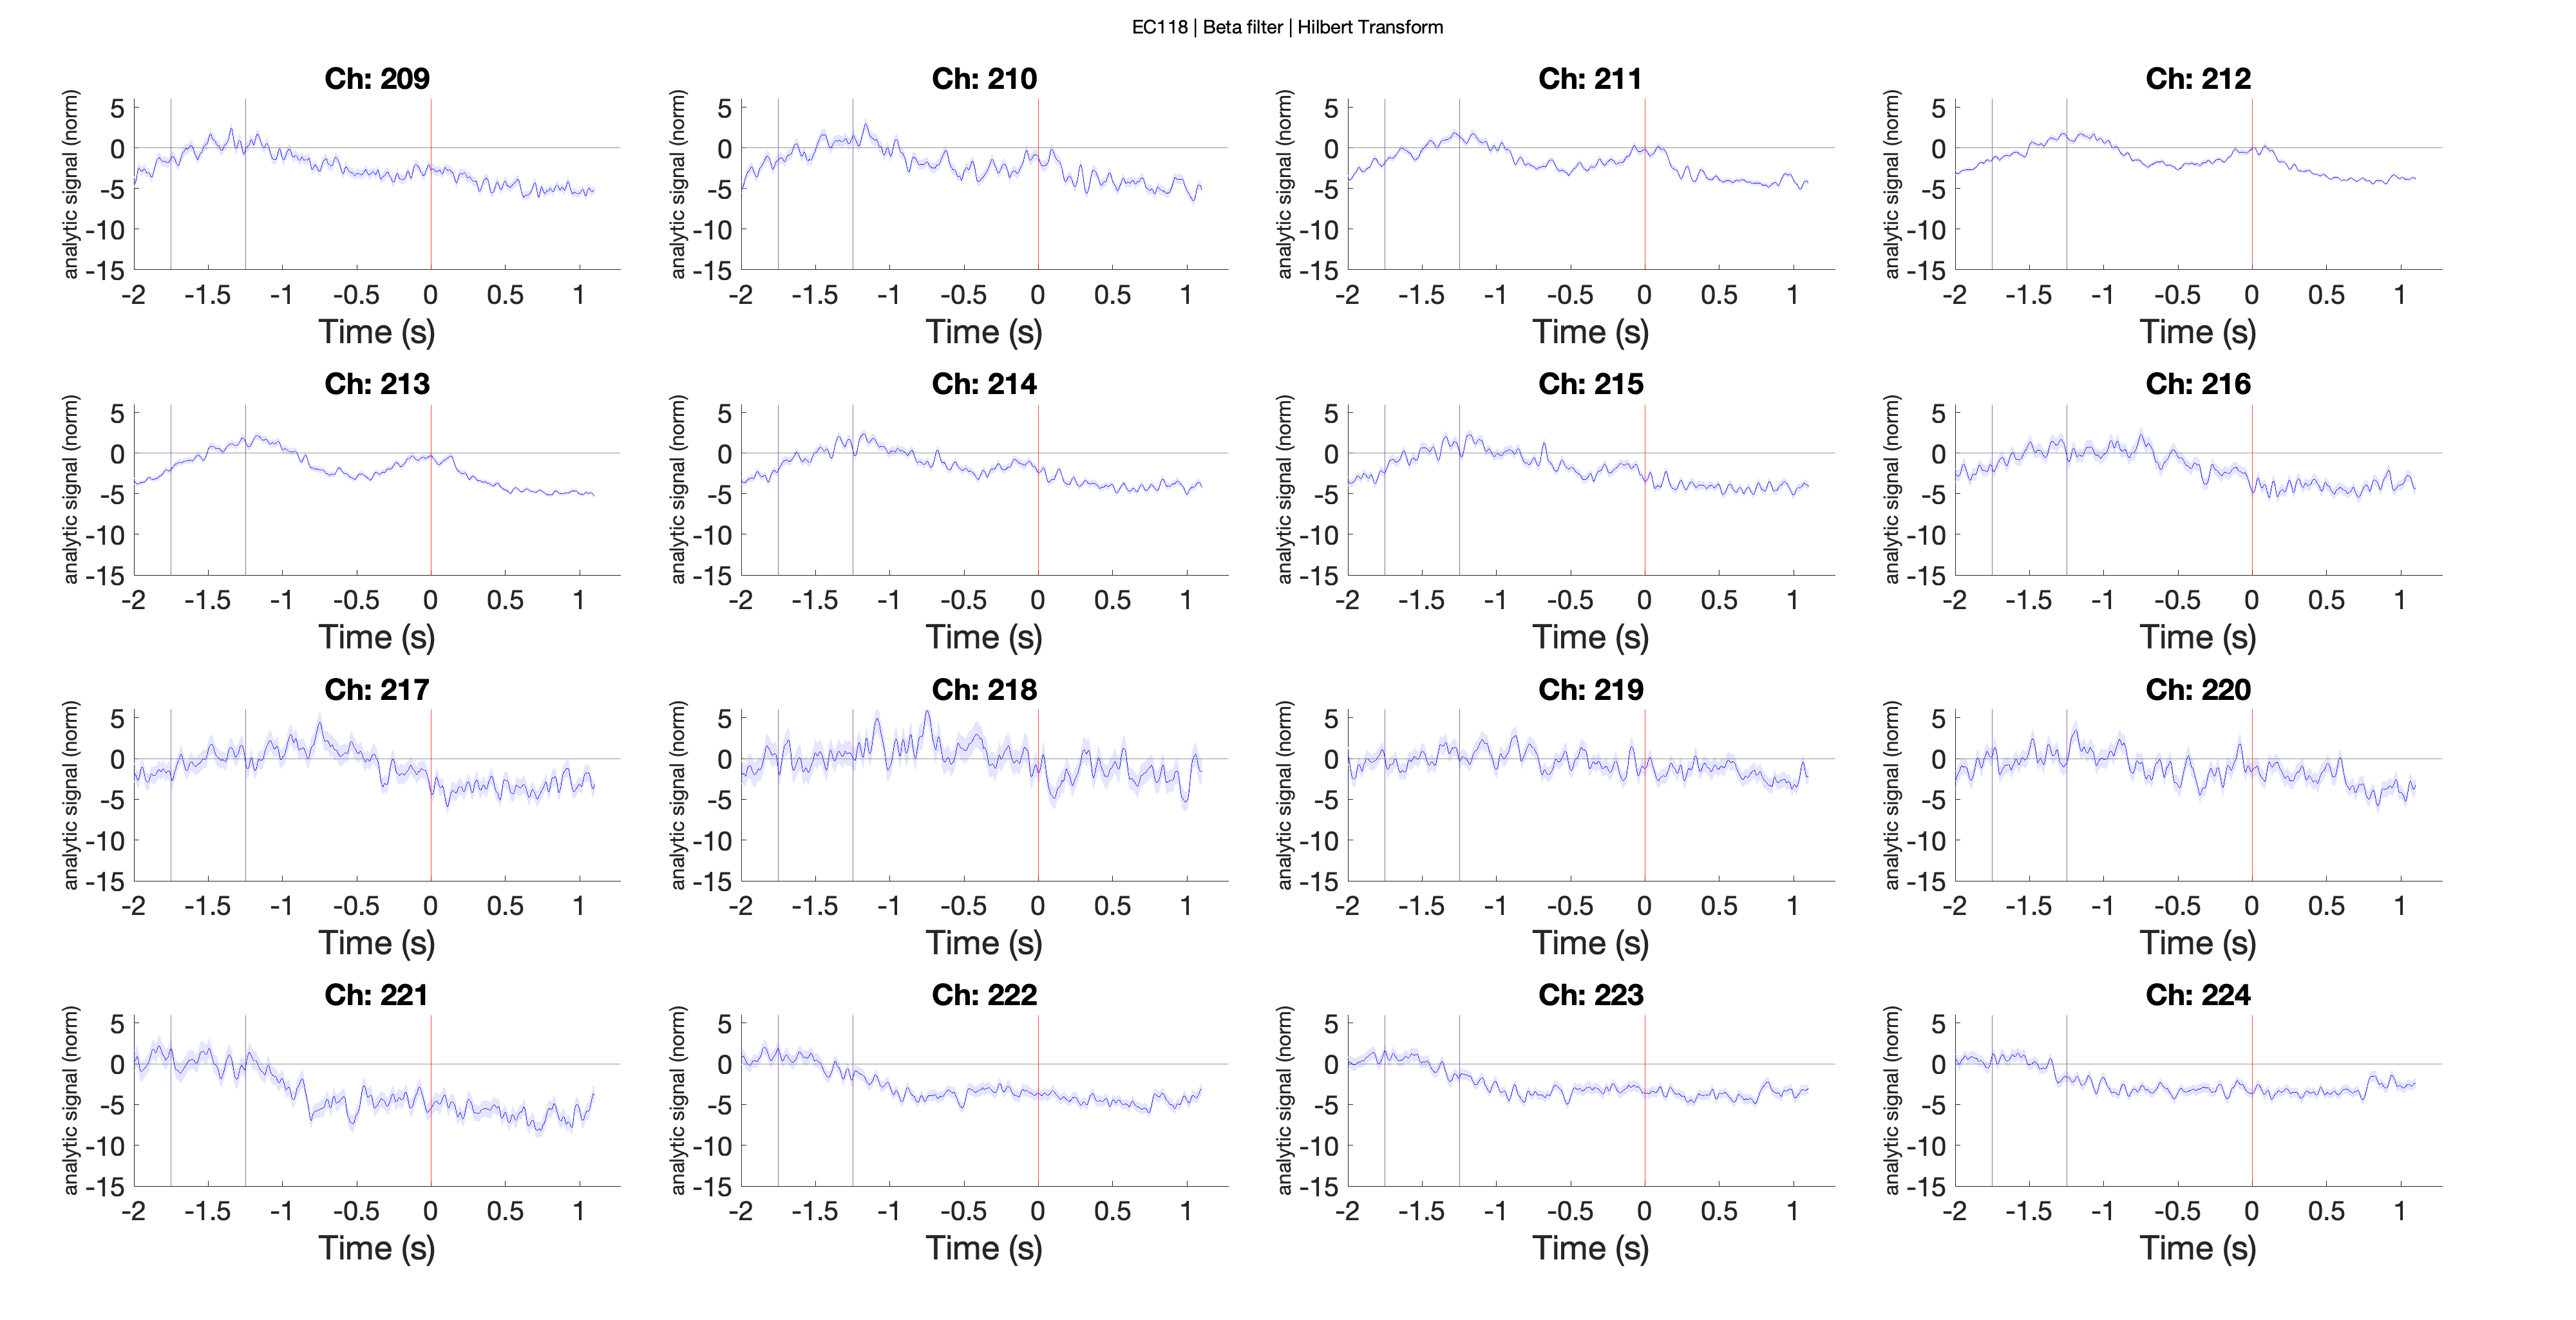 EC118 | Beta filter | Hilbert Transform
Ch: 209
Ch: 210
Ch: 211
Ch: 212
analytic signal (norm)
5
0
-5
-10
-15
-2 -1.5 -1 -0.5 0 0.5 1
Time (s)
analytic signal (norm)
5
0
-5
-10
-15
-2 -1.5 -1 -0.5 0 0.5 1
Time (s)
analytic signal (norm)
5
0
-5
-10
-15
-2 -1.5 -1 -0.5 0 0.5 1
Time (s)
analytic signal (norm)
5
0
-5
-10
-15
-2 -1.5 -1 -0.5 0 0.5 1
Time (s)
Ch: 213
Ch: 214
Ch: 215
Ch: 216
analytic signal (norm)
5
0
-5
-10
-15
-2 -1.5 -1 -0.5 0 0.5 1
Time (s)
analytic signal (norm)
5
0
-5
-10
-15
-2 -1.5 -1 -0.5 0 0.5 1
Time (s)
analytic signal (norm)
5
0
-5
-10
-15
-2 -1.5 -1 -0.5 0 0.5 1
Time (s)
analytic signal (norm)
5
0
-5
-10
-15
-2 -1.5 -1 -0.5 0 0.5 1
Time (s)
Ch: 217
Ch: 218
Ch: 219
Ch: 220
analytic signal (norm)
5
0
-5
-10
-15
-2 -1.5 -1 -0.5 0 0.5 1
Time (s)
analytic signal (norm)
5
0
-5
-10
-15
-2 -1.5 -1 -0.5 0 0.5 1
Time (s)
analytic signal (norm)
5
0
-5
-10
-15
-2 -1.5 -1 -0.5 0 0.5 1
Time (s)
analytic signal (norm)
5
0
-5
-10
-15
-2 -1.5 -1 -0.5 0 0.5 1
Time (s)
Ch: 221
Ch: 222
Ch: 223
Ch: 224
analytic signal (norm)
5
0
-5
-10
-15
-2 -1.5 -1 -0.5 0 0.5 1
Time (s)
analytic signal (norm)
5
0
-5
-10
-15
-2 -1.5 -1 -0.5 0 0.5 1
Time (s)
analytic signal (norm)
5
0
-5
-10
-15
-2 -1.5 -1 -0.5 0 0.5 1
Time (s)
analytic signal (norm)
5
0
-5
-10
-15
-2 -1.5 -1 -0.5 0 0.5 1
Time (s)